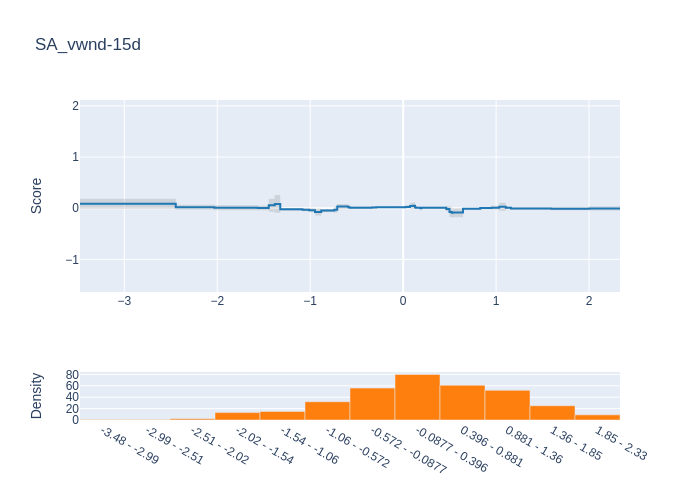 SA_vwnd-15d
Score
2
1
0
−1
−3
−2
−1
0
1
2
Density
80
60
40
20
0
-3.48 - -2.99
-2.99 - -2.51
-2.51 - -2.02
-2.02 - -1.54
-1.54 - -1.06
-1.06 - -0.572
-0.572 - -0.0877
-0.0877 - 0.396
0.396 - 0.881
0.881 - 1.36
1.36 - 1.85
1.85 - 2.33